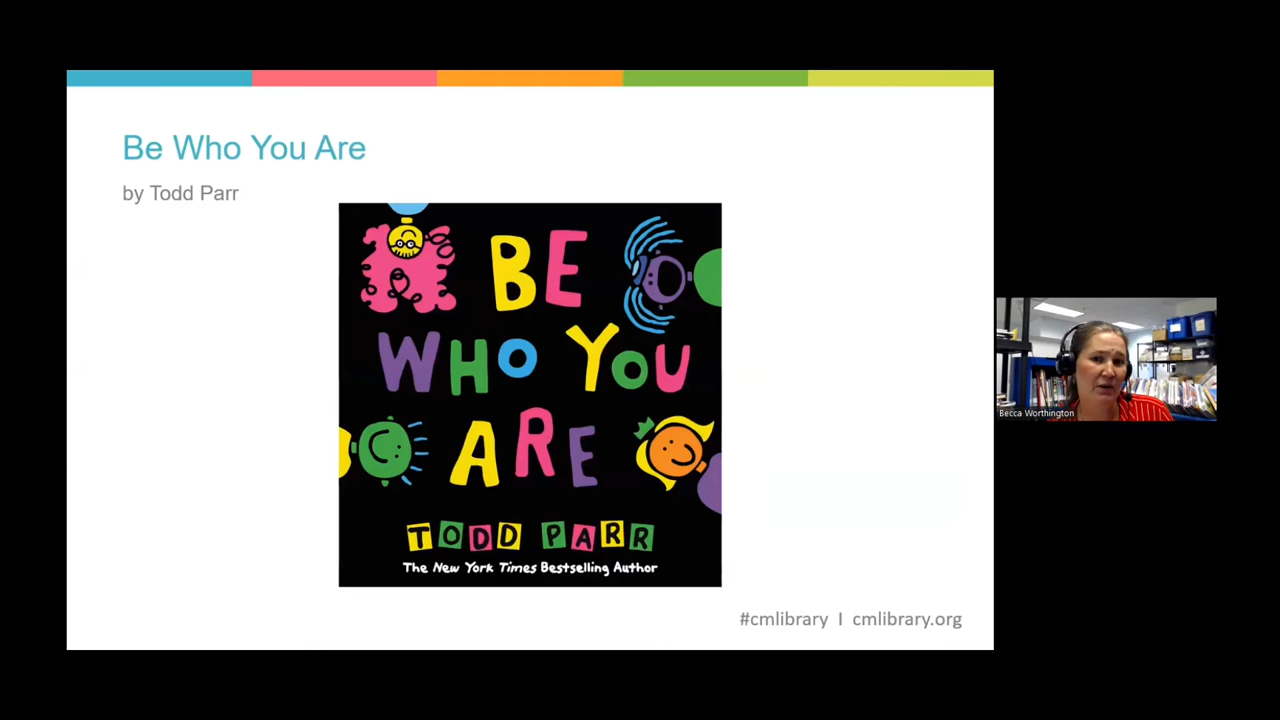 Be Who You Are
by Todd Parr
BE
WHO YOU
ARE
TODD PARR
The New York Times Bestselling Author
Becca Worthington
#cmlibrary I cmlibrary.org